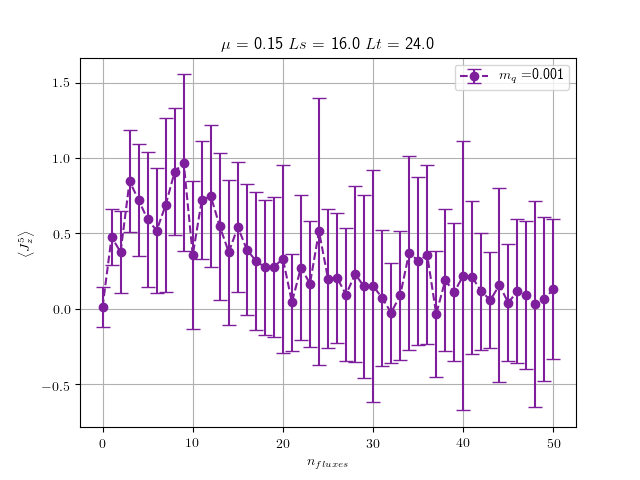 μ = 0.15 Ls = 16.0 Lt = 24.0
m_q =0.001
⟨J_z^5⟩
1.5
1.0
0.5
0.0
−0.5
0 10 20 30 40 50
n_fluxes